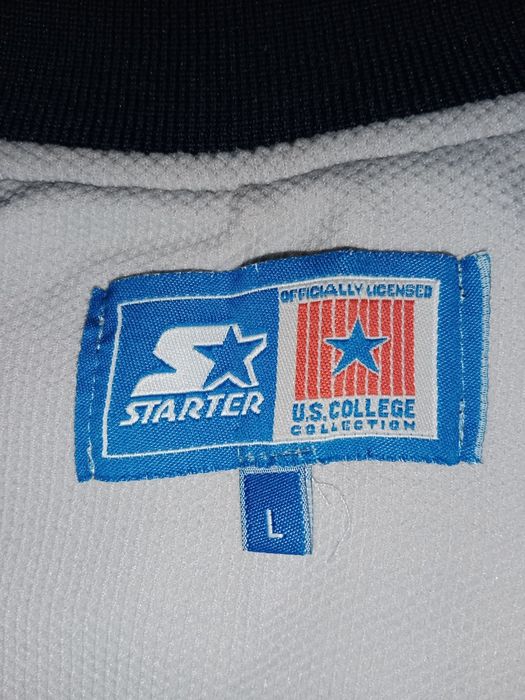 STARTER
OFFICIALLY LICENSED
U.S. COLLEGE
COLLECTION
L